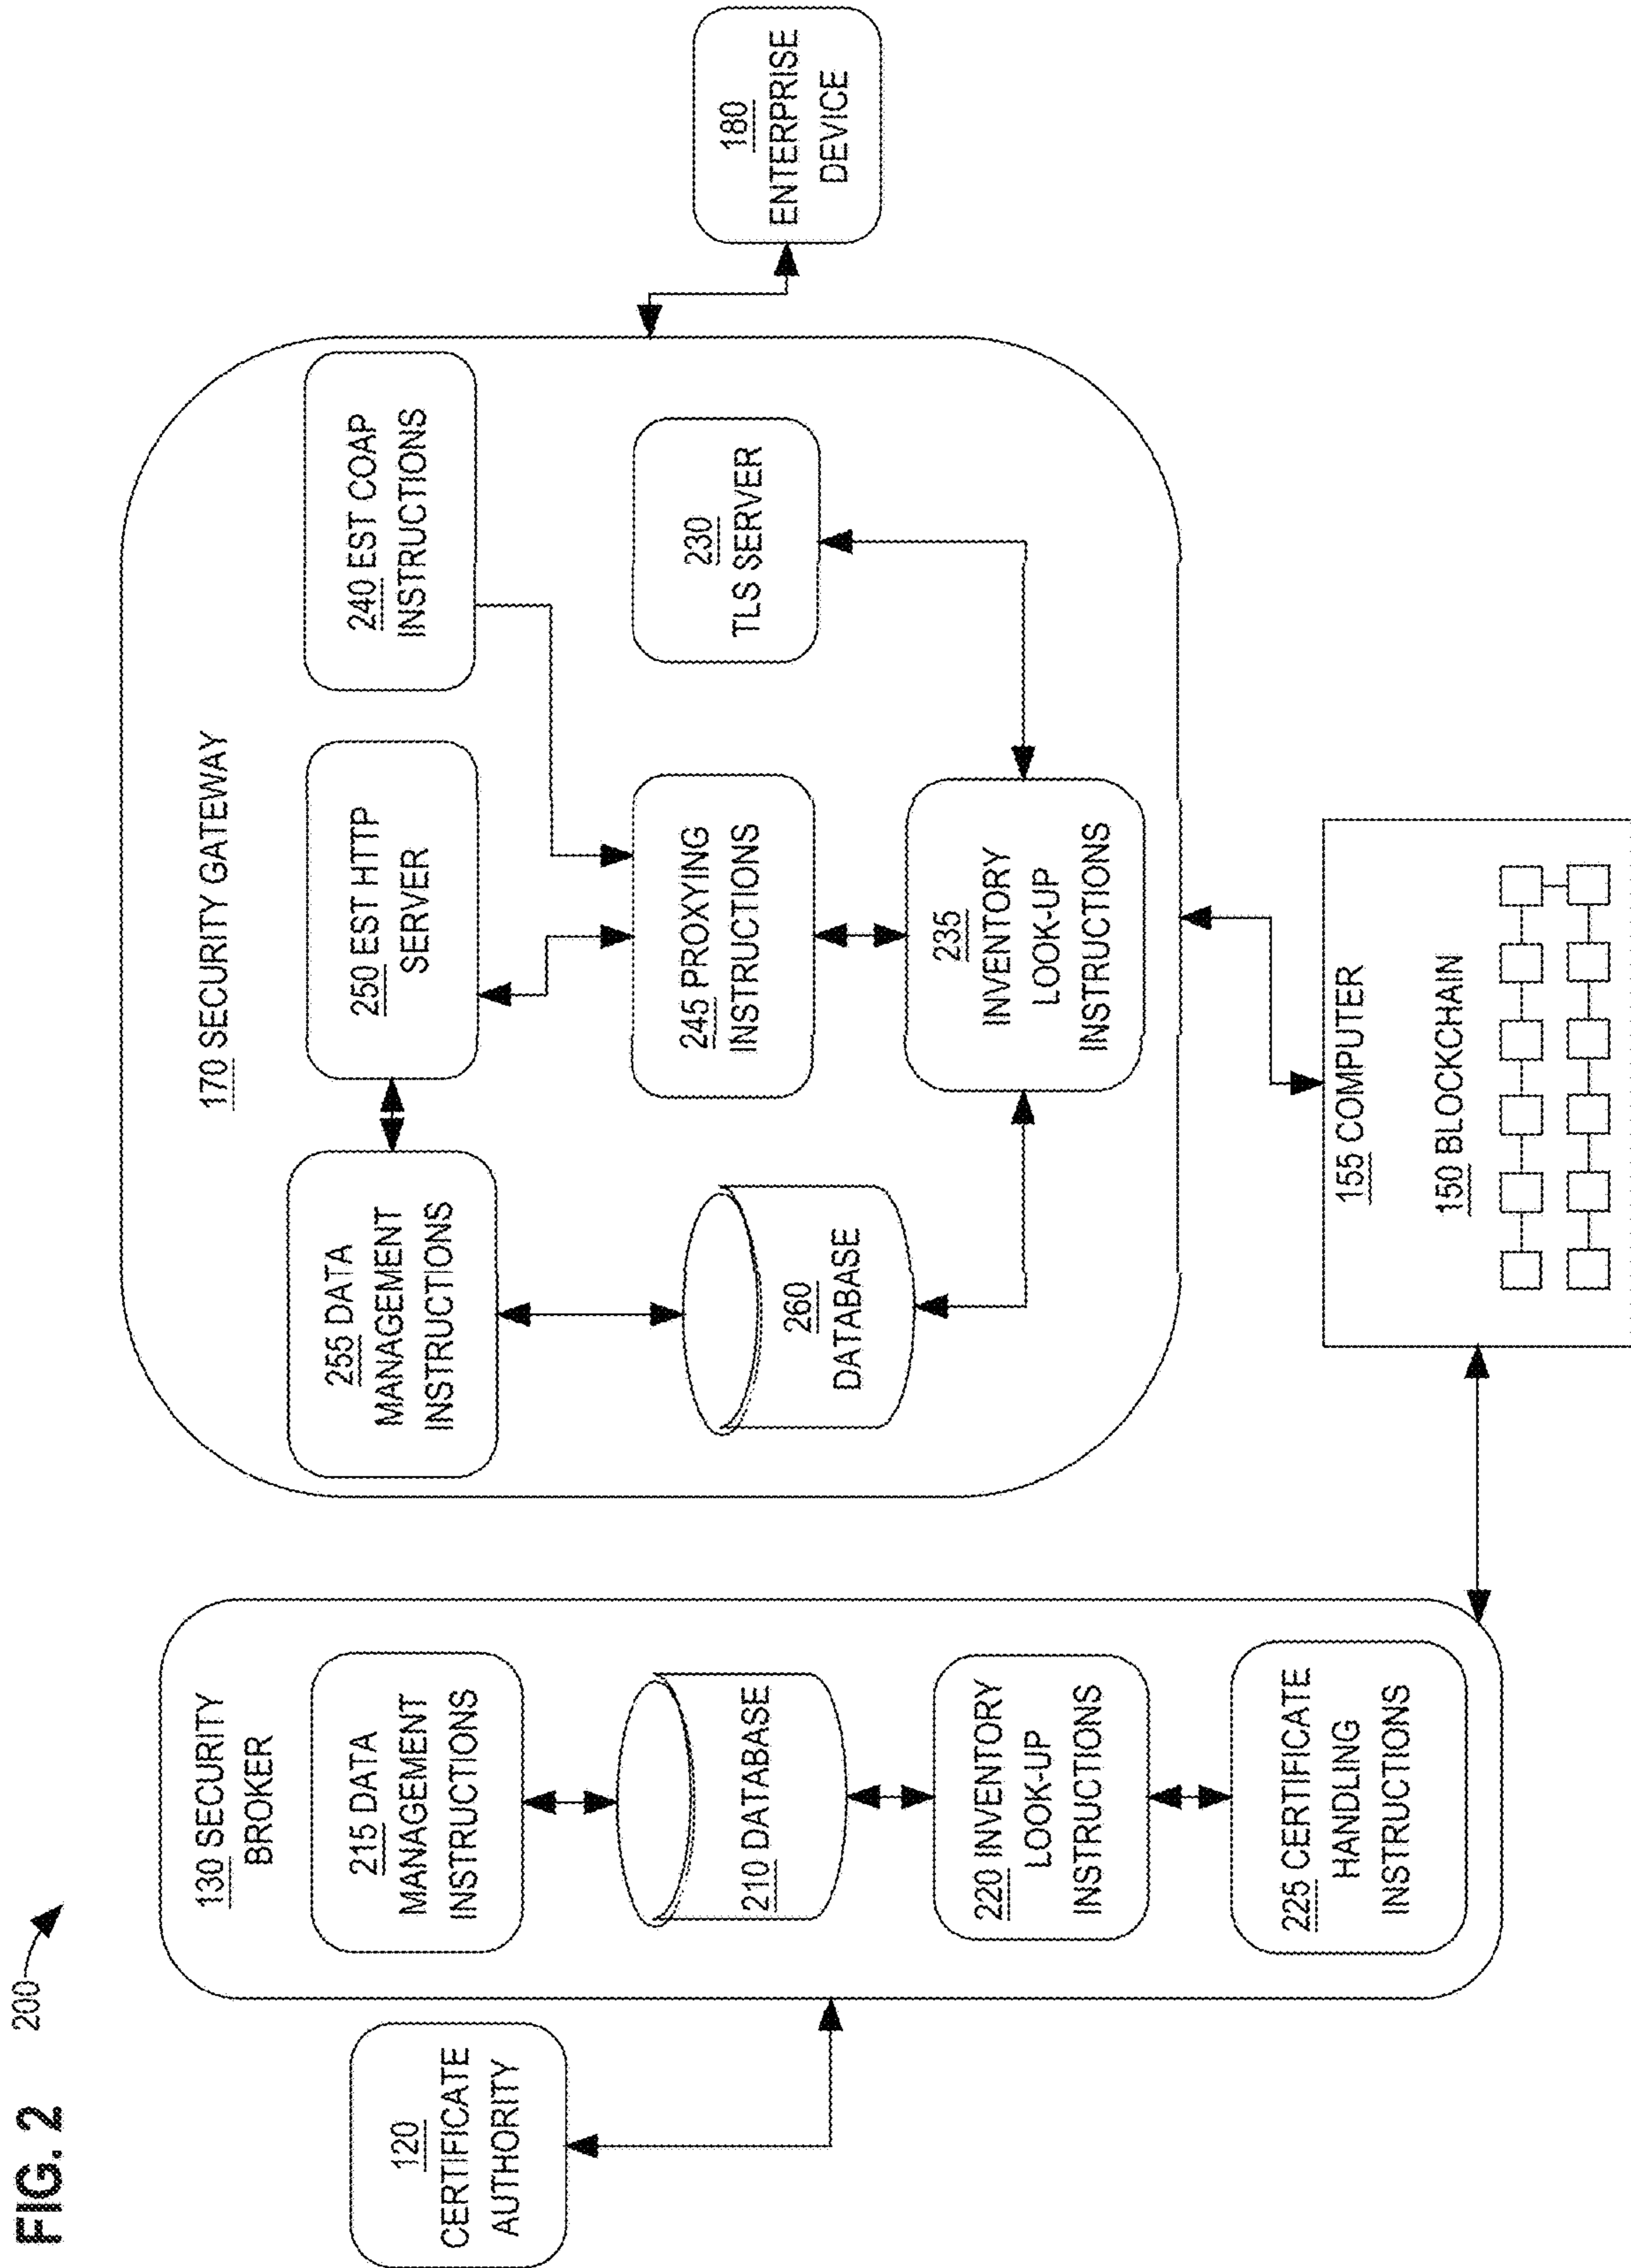 FIG. 2
200
120
CERTIFICATE
AUTHORITY
130 SECURITY
BROKER
215 DATA
MANAGEMENT
INSTRUCTIONS
210 DATABASE
220 INVENTORY
LOOK-UP
INSTRUCTIONS
225 CERTIFICATE
HANDLING
INSTRUCTIONS
170 SECURITY GATEWAY
255 DATA
MANAGEMENT
INSTRUCTIONS
250 EST HTTP
SERVER
240 EST COAP
INSTRUCTIONS
260
DATABASE
245 PROXYING
INSTRUCTIONS
230
TLS SERVER
235
INVENTORY
LOOK-UP
INSTRUCTIONS
180
ENTERPRISE
DEVICE
155 COMPUTER
150 BLOCKCHAIN